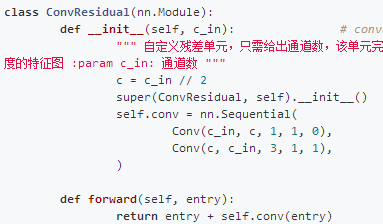 class ConvResidual(nn.Module):
def __init__(self, c_in): # conv
""" 自定义残差单元，只需给出通道数，该单元完
度的特征图 :param c_in: 通道数 """
c = c_in // 2
super(ConvResidual, self).__init__()
self.conv = nn.Sequential(
Conv(c_in, c, 1, 1, 0),
Conv(c, c_in, 3, 1, 1),
)
def forward(self, entry):
return entry + self.conv(entry)